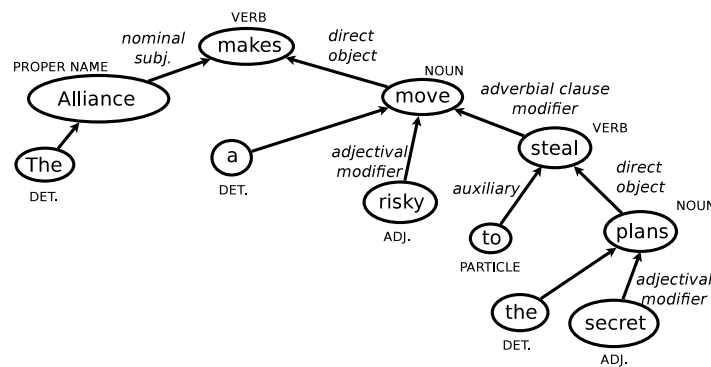 VERB
nominal
subj.
makes
direct
object
PROPER NAME
Alliance
NOUN
move
adverbial clause
modifier
The
DET.
a
DET.
adjectival
modifier
risky
ADJ.
VERB
steal
auxiliary
direct
object
to
PARTICLE
NOUN
plans
the
DET.
adjectival
modifier
secret
ADJ.